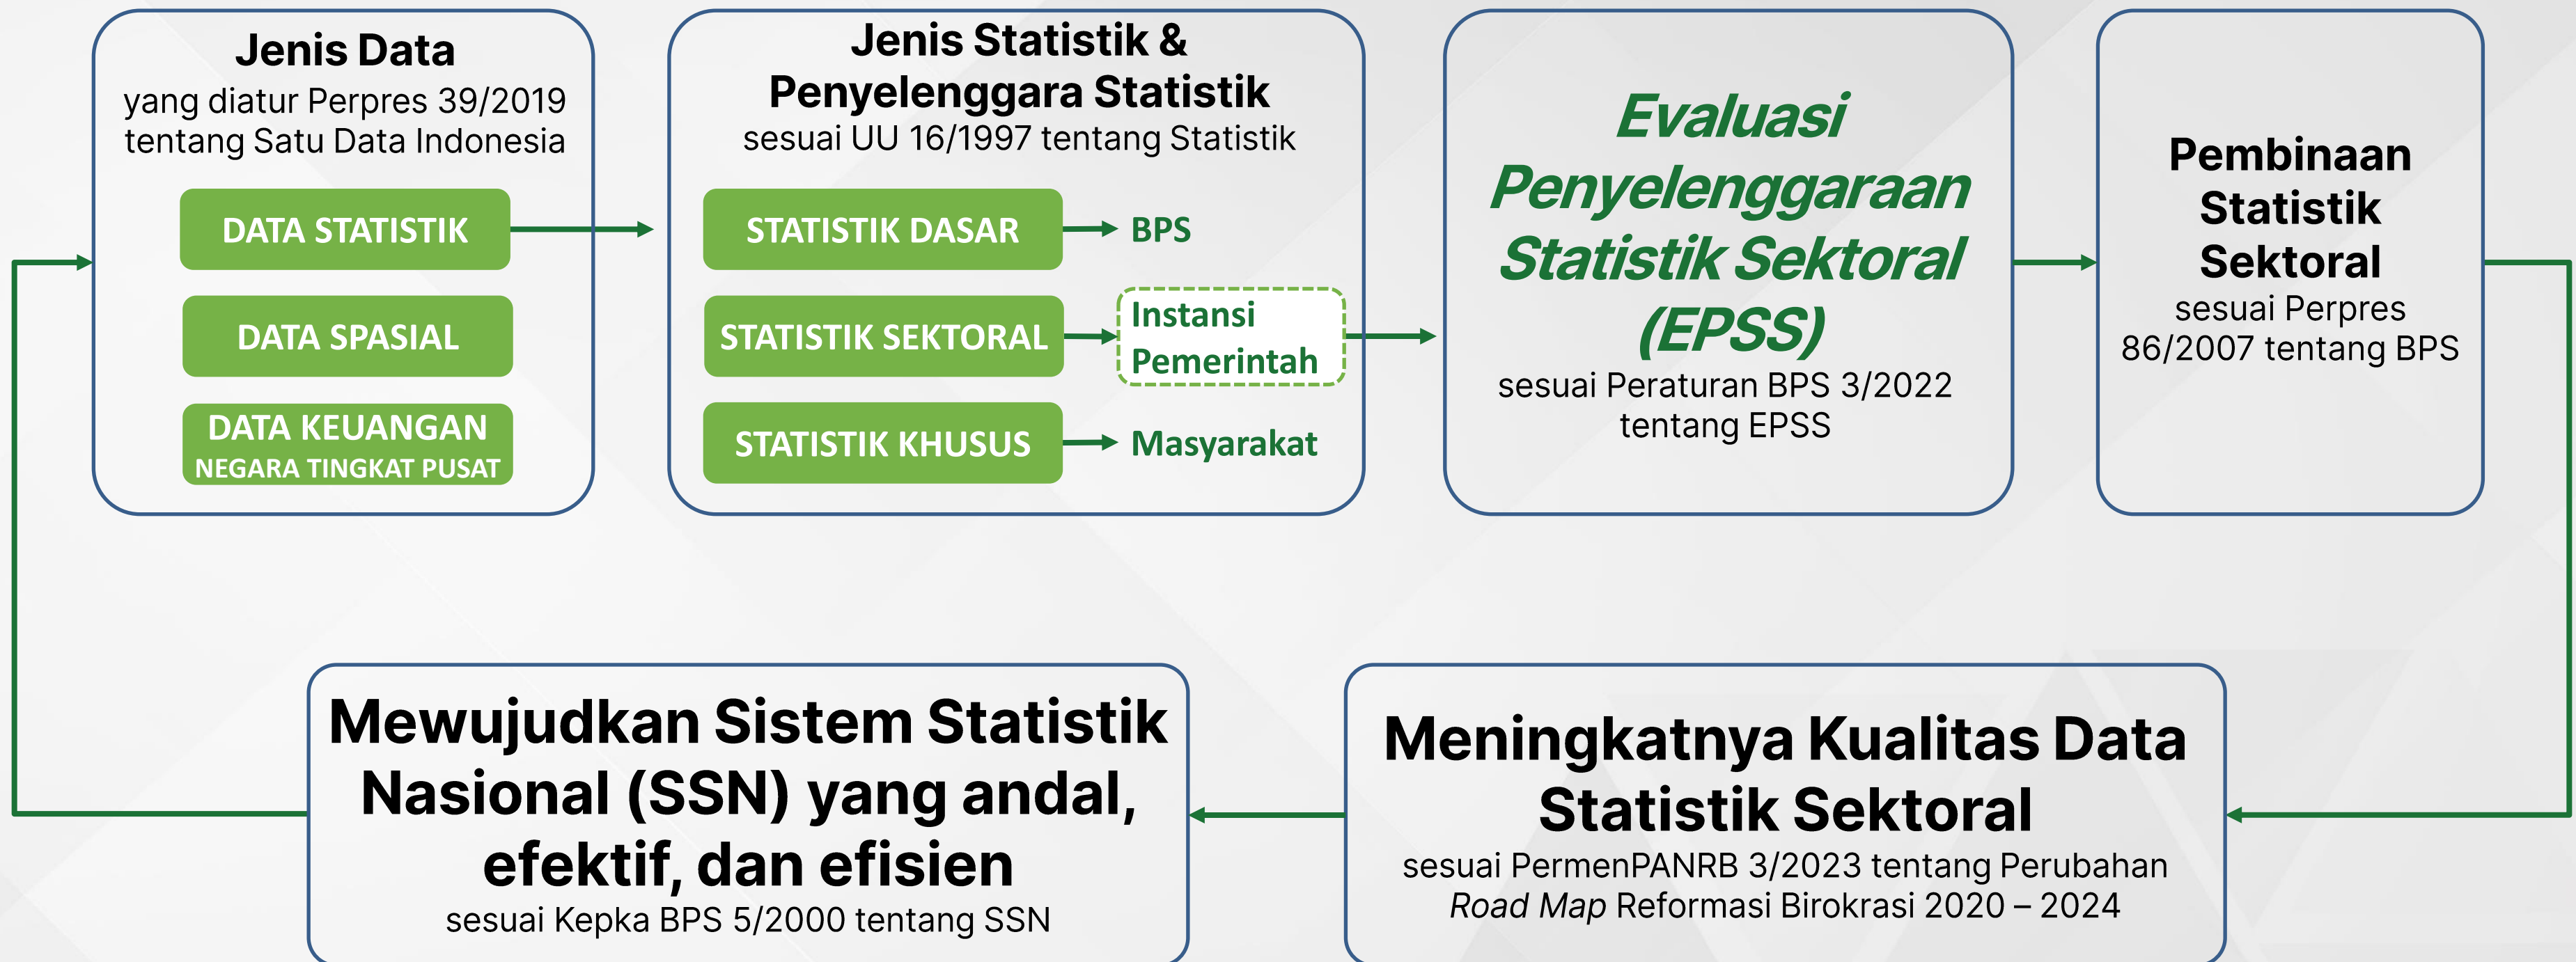 Jenis Data
yang diatur Perpres 39/2019
tentang Satu Data Indonesia
DATA STATISTIK
DATA SPASIAL
DATA KEUANGAN
NEGARA TINGKAT PUSAT
Jenis Statistik &
Penyelenggara Statistik
sesuai UU 16/1997 tentang Statistik
STATISTIK DASAR
BPS
STATISTIK SEKTORAL
Instansi
Pemerintah
STATISTIK KHUSUS
Masyarakat
Evaluasi
Penyelenggaraan
Statistik Sektoral
(EPSS)
sesuai Peraturan BPS 3/2022
tentang EPSS
Pembinaan
Statistik
Sektoral
sesuai Perpres
86/2007 tentang BPS
Meningkatnya Kualitas Data
Statistik Sektoral
sesuai PermenPANRB 3/2023 tentang Perubahan
Road Map Reformasi Birokrasi 2020 – 2024
Mewujudkan Sistem Statistik
Nasional (SSN) yang andal,
efektif, dan efisien
sesuai Kepka BPS 5/2000 tentang SSN